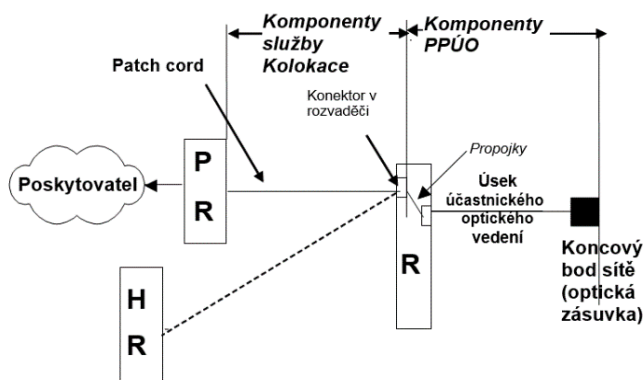 Komponenty
služby
Kolokace
Komponenty
PPÚO
Patch cord
Konektor v
rozvaděči
Propojky
P
R
Poskytovatel
Úsek
účastnického
optického
vedení
R
Koncový
bod sítě
(optická
zásuvka)
H
R